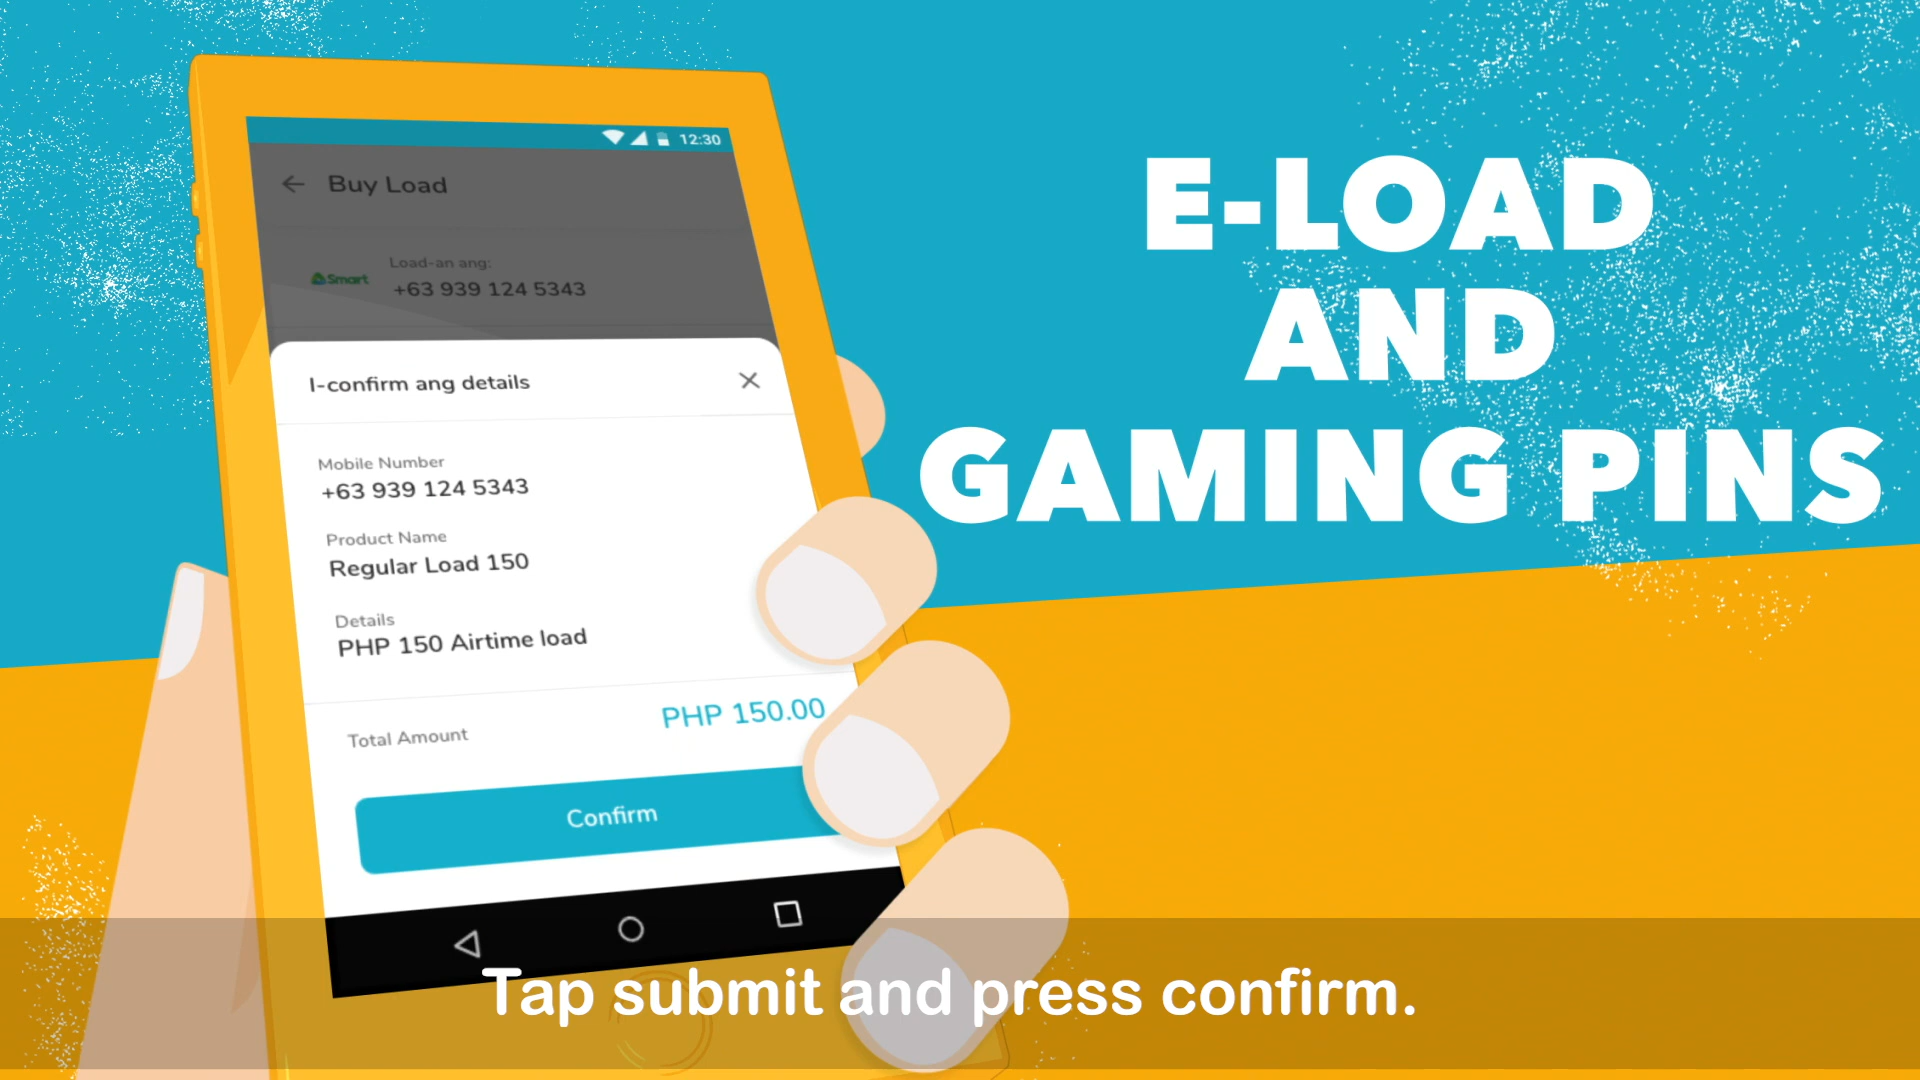 12:30
Buy Load
Smart
Load-an ang:
+63 939 124 5343
I-confirm ang details
Mobile Number
+63 939 124 5343
Product Name
Regular Load 150
Details
PHP 150 Airtime load
Total Amount
PHP 150.00
Confirm
E-LOAD
AND
GAMING PINS
Tap submit and press confirm.